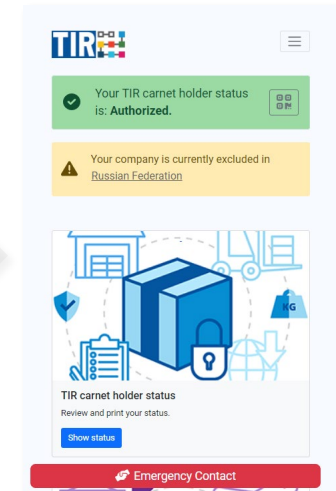 TIR
Your TIR carnet holder status
is: Authorized.
Your company is currently excluded in
Russian Federation
KG
TIR carnet holder status
Review and print your status.
Show status
Emergency Contact